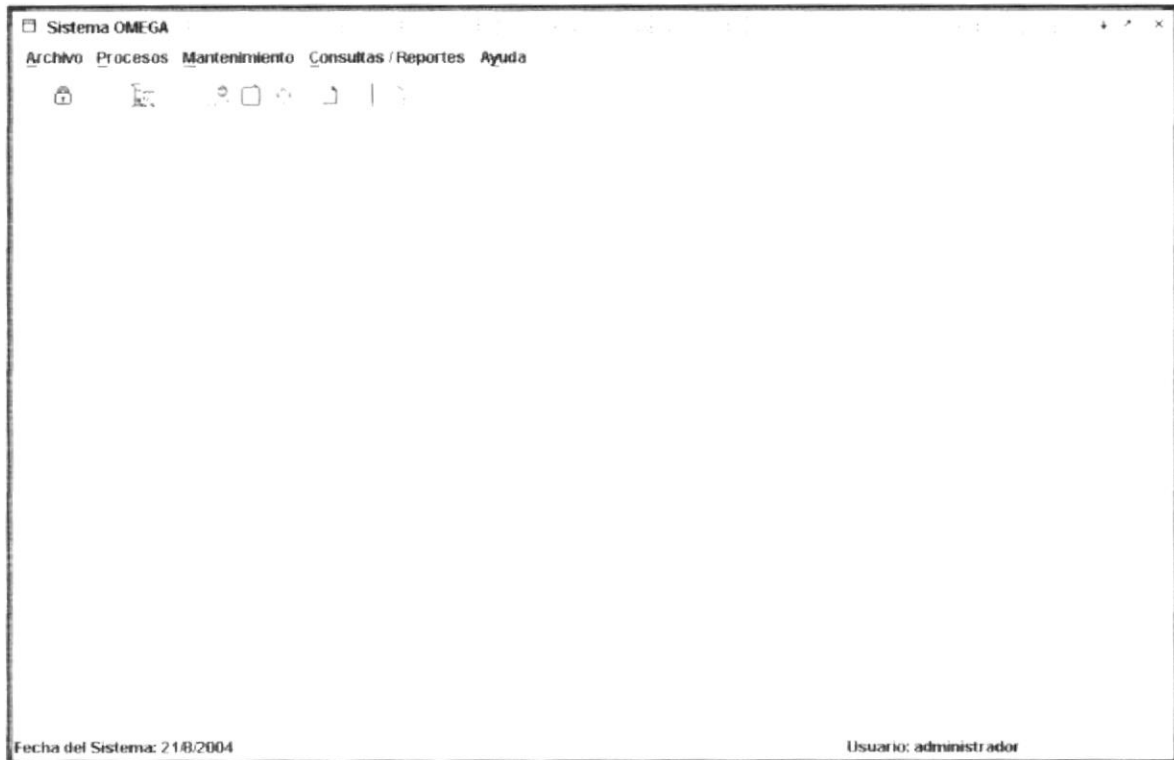 Sistema OMEGA
Archivo Procesos Mantenimiento Consultas / Reportes Ayuda
Fecha del Sistema: 21/8/2004 Usuario: administrador